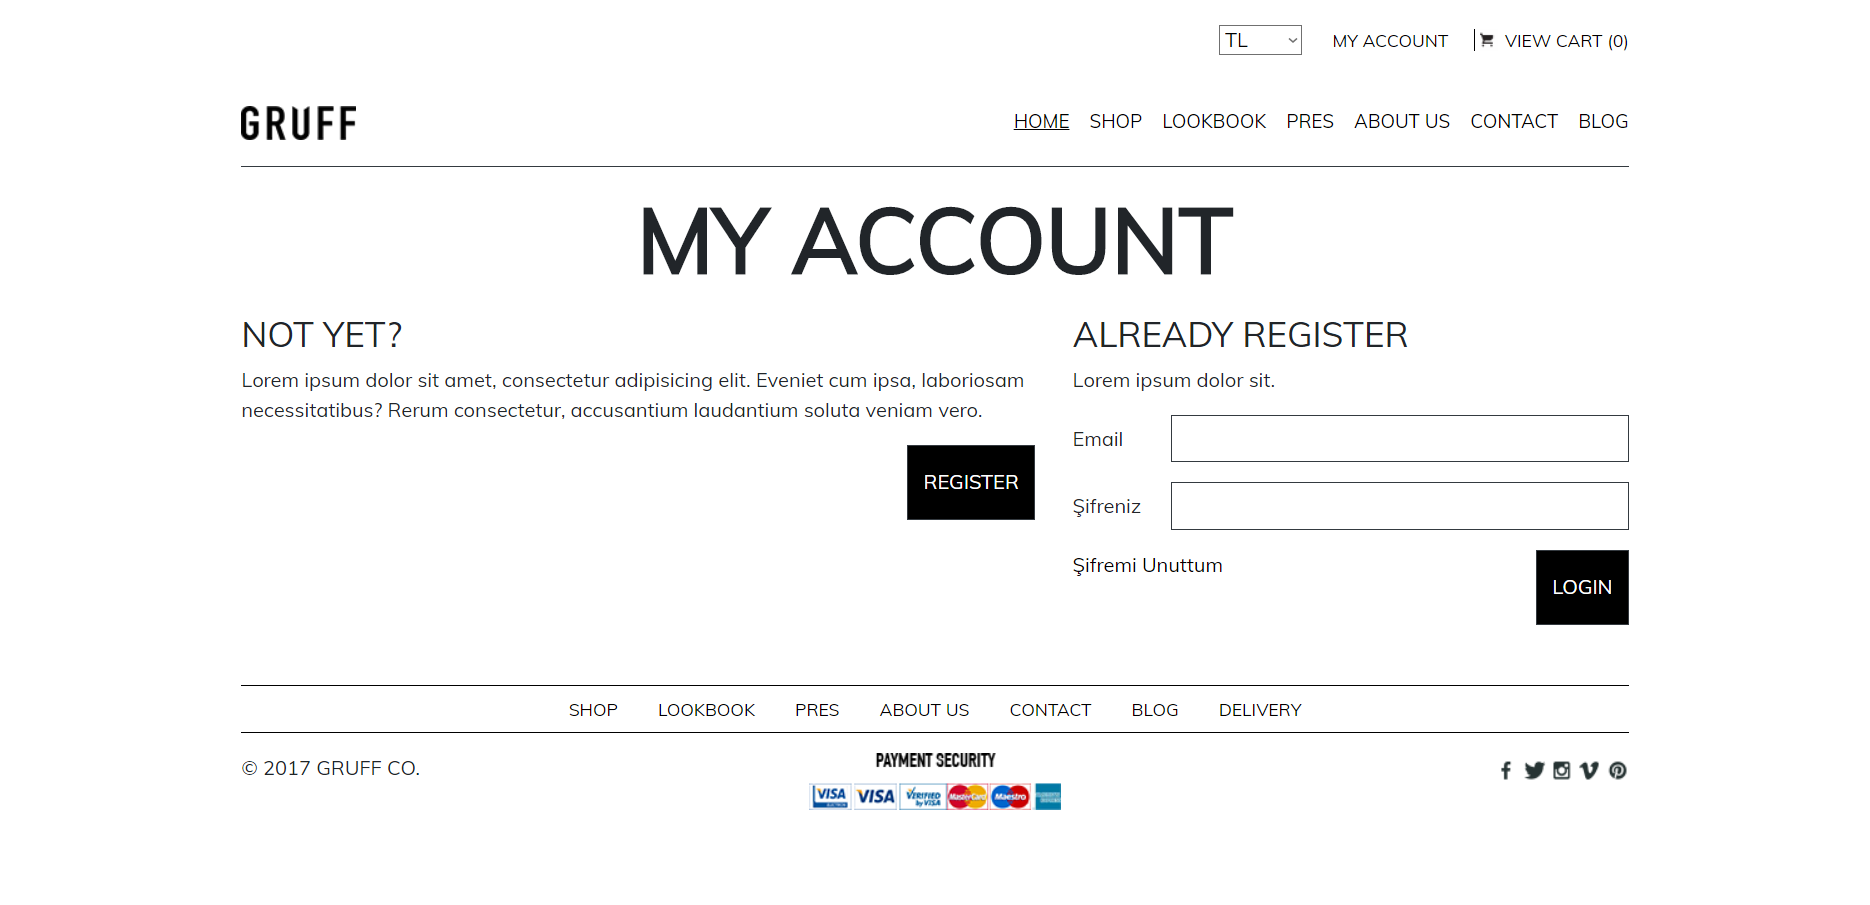 TL MY ACCOUNT VIEW CART (0)
GRUFF
HOME SHOP LOOKBOOK PRES ABOUT US CONTACT BLOG
MY ACCOUNT
NOT YET?
Lorem ipsum dolor sit amet, consectetur adipisicing elit. Eveniet cum ipsa, laboriosam
necessitatibus? Rerum consectetur, accusantium laudantium soluta veniam vero.
REGISTER
ALREADY REGISTER
Lorem ipsum dolor sit.
Email
Şifreniz
Şifremi Unuttum
LOGIN
SHOP LOOKBOOK PRES ABOUT US CONTACT BLOG DELIVERY
© 2017 GRUFF CO.
PAYMENT SECURITY
VISA ELECTRON VISA VERIFIED by VISA MasterCard Maestro